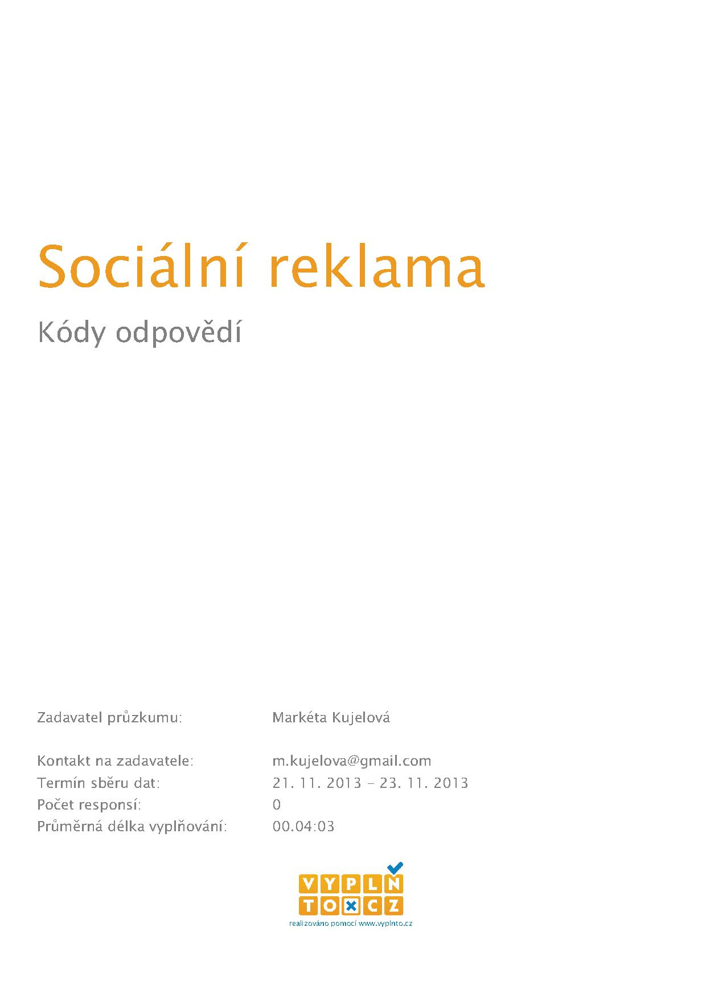 Sociální reklama
Kódy odpovědí
Zadavatel průzkumu: Markéta Kujelová
Kontakt na zadavatele: m.kujelova@gmail.com
Termín sběru dat: 21. 11. 2013 - 23. 11. 2013
Počet responsí: 0
Průměrná délka vyplňování: 00.04:03
VYPLŇ
TO CZ
realizováno pomocí www.vyplnto.cz